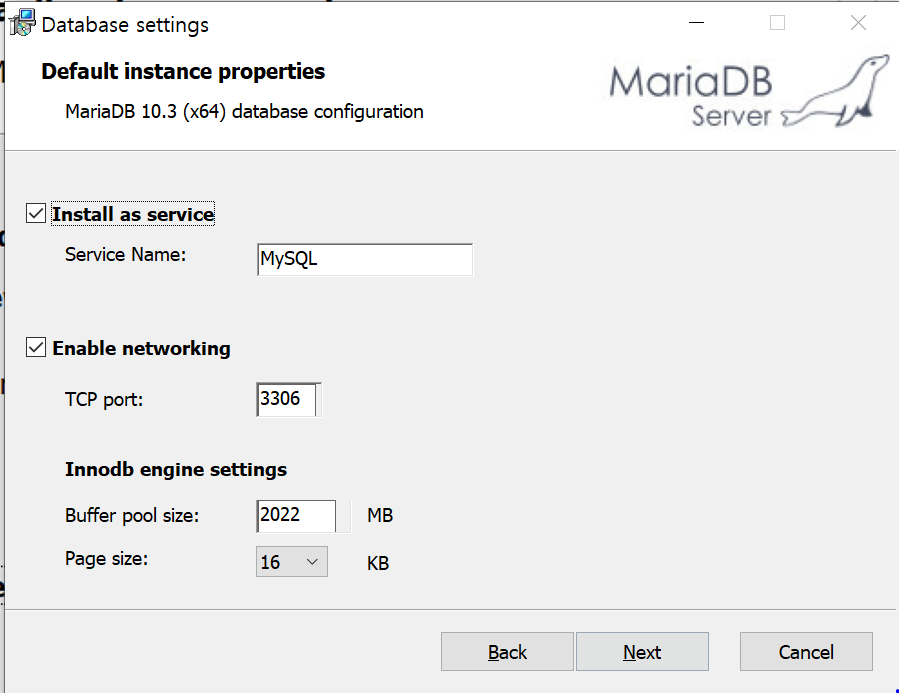 Database settings
Default instance properties
MariaDB 10.3 (x64) database configuration
MariaDB
Server
Install as service
Service Name: MySQL
Enable networking
TCP port: 3306
Innodb engine settings
Buffer pool size: 2022 MB
Page size: 16 KB
Back Next Cancel